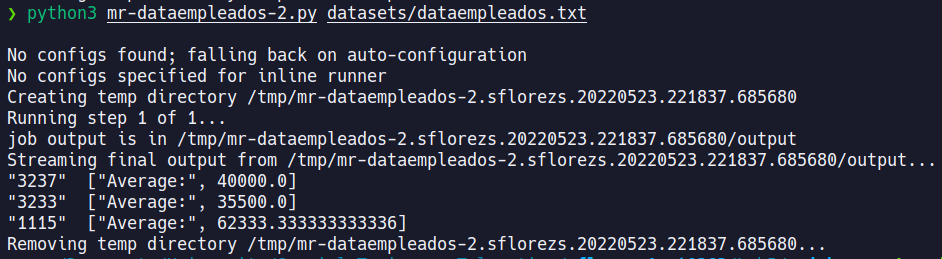 ❯ python3 mr-dataempleados-2.py datasets/dataempleados.txt
No configs found; falling back on auto-configuration
No configs specified for inline runner
Creating temp directory /tmp/mr-dataempleados-2.sflorezs.20220523.221837.685680
Running step 1 of 1...
job output is in /tmp/mr-dataempleados-2.sflorezs.20220523.221837.685680/output
Streaming final output from /tmp/mr-dataempleados-2.sflorezs.20220523.221837.685680/output...
"3237"  ["Average:", 40000.0]
"3233"  ["Average:", 35500.0]
"1115"  ["Average:", 62333.333333333336]
Removing temp directory /tmp/mr-dataempleados-2.sflorezs.20220523.221837.685680...